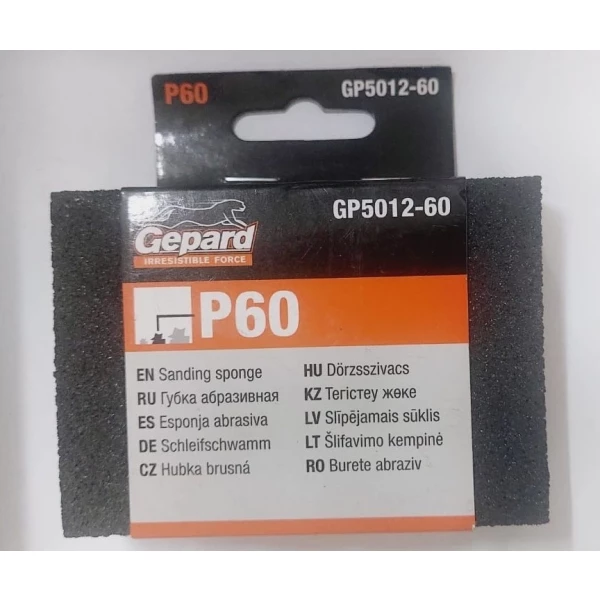 P60
GP5012-60
Gepard
IRRESISTIBLE FORCE
GP5012-60
P60
EN Sanding sponge
RU Губка абразивная
ES Esponja abrasiva
DE Schleifschwamm
CZ Hubka brusná
HU Dörzsszivacs
KZ Тегістеу жөке
LV Slīpējamais sūklis
LT Šlifavimo kempinė
RO Burete abraziv